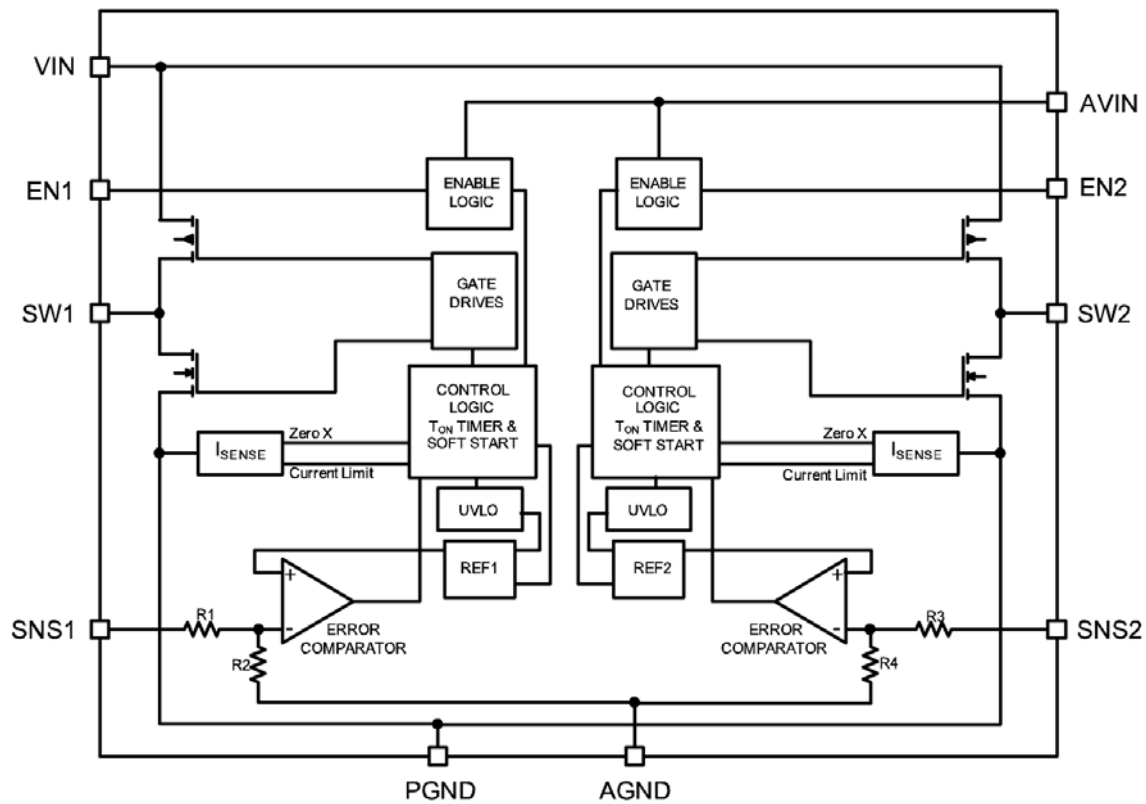 VIN
AVIN
EN1
ENABLE
LOGIC
ENABLE
LOGIC
EN2
SW1
GATE
DRIVES
GATE
DRIVES
SW2
CONTROL
LOGIC
TON TIMER &
SOFT START
CONTROL
LOGIC
TON TIMER &
SOFT START
ISENSE
Zero X
Current Limit
Zero X
Current Limit
ISENSE
UVLO
UVLO
REF1
REF2
+
-
ERROR
COMPARATOR
+
-
ERROR
COMPARATOR
SNS1
R1
R2
R3
R4
SNS2
PGND
AGND